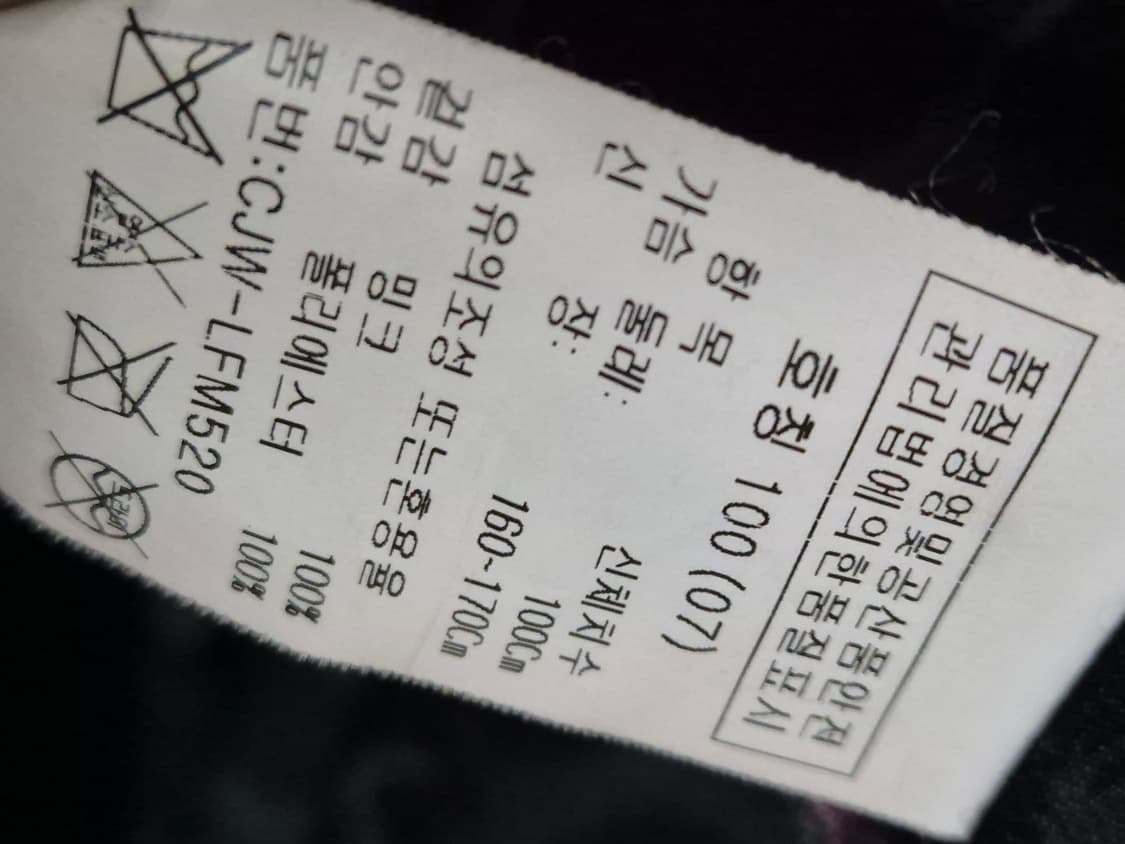 품질경영및공산품안전
관리법에의한품질표시
호칭 100 (07)
항 목 신체치수
가슴 둘레: 100Cm
신 장: 160~170Cm
섬유의조성 또는혼용율
겉감 밍크 100%
안감 폴리에스터 100%
품번:CJW-LFM520
드라이